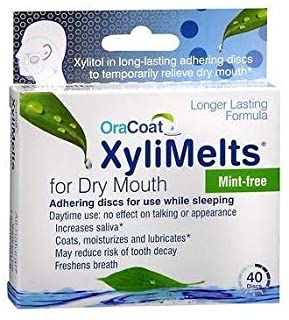 Xylitol in long-lasting adhering discs
to temporarily relieve dry mouth*
Longer Lasting
Formula
OraCoat
XyliMelts®
for Dry Mouth
Mint-free
Adhering discs for use while sleeping
Daytime use: no effect on talking or appearance
Increases saliva*
Coats, moisturizes and lubricates*
May reduce risk of tooth decay
Freshens breath
40
Discs
XyliMelts